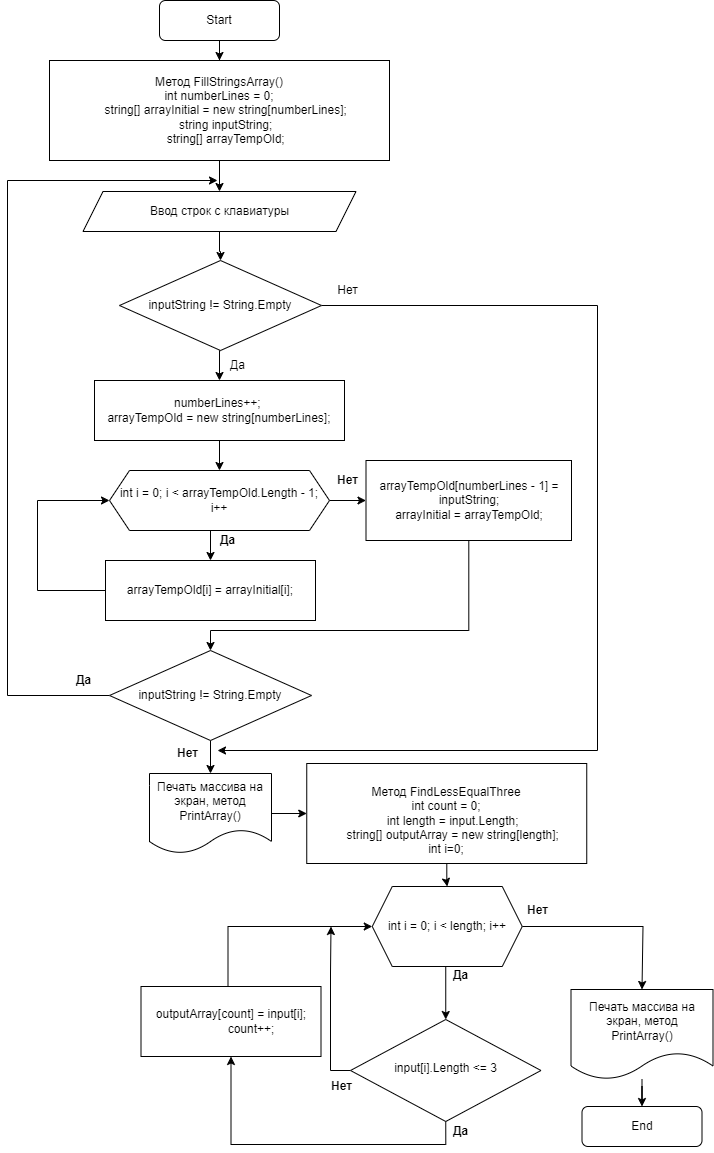 Start
Метод FillStringsArray()
int numberLines = 0;
string[] arrayInitial = new string[numberLines];
string inputString;
string[] arrayTempOld;
Ввод строк с клавиатуры
inputString != String.Empty
Нет
Да
numberLines++;
arrayTempOld = new string[numberLines];
int i = 0; i < arrayTempOld.Length - 1;
i++
Нет
arrayTempOld[numberLines - 1] =
inputString;
arrayInitial = arrayTempOld;
Да
arrayTempOld[i] = arrayInitial[i];
inputString != String.Empty
Да
Нет
Печать массива на
экран, метод
PrintArray()
Метод FindLessEqualThree
int count = 0;
int length = input.Length;
string[] outputArray = new string[length];
int i=0;
int i = 0; i < length; i++
Нет
Да
outputArray[count] = input[i];
count++;
Печать массива на
экран, метод
PrintArray()
input[i].Length <= 3
Нет
Да
End